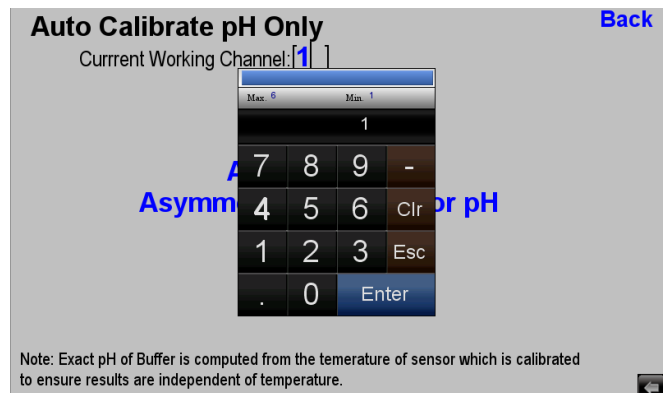 Auto Calibrate pH Only
Back
Currrent Working Channel:[1 ]
Max. 6 Min. 1
1
7 8 9 -
4 5 6 Clr
1 2 3 Esc
. 0 Enter
or pH
Note: Exact pH of Buffer is computed from the temerature of sensor which is calibrated
to ensure results are independent of temperature.